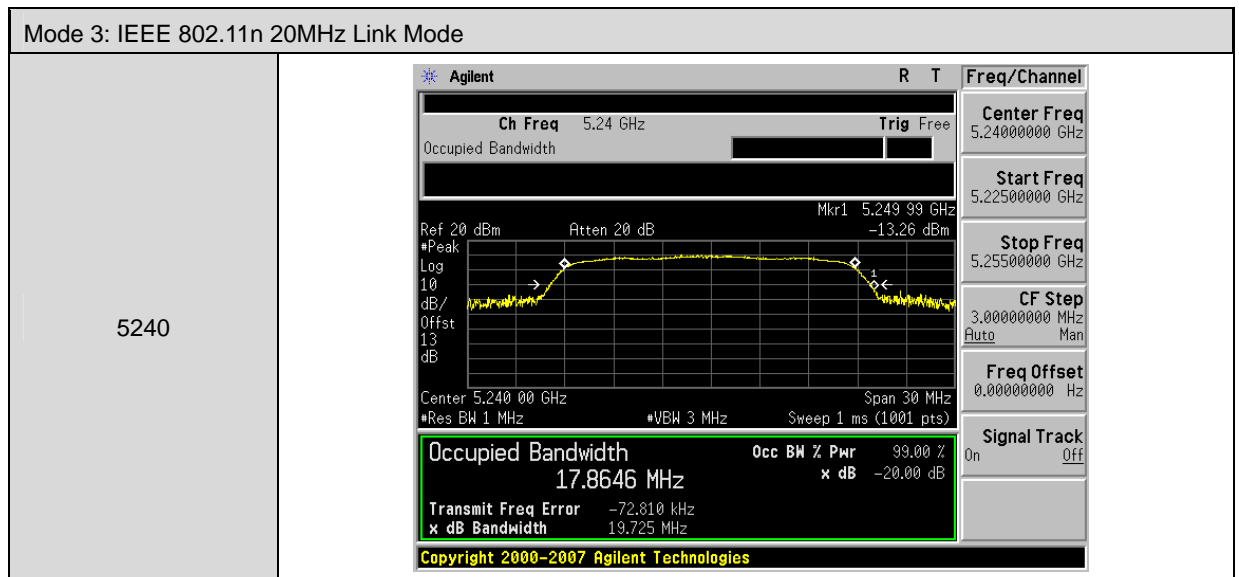 Mode 3: IEEE 802.11n 20MHz Link Mode
5240
Agilent R T
Ch Freq 5.24 GHz Trig Free
Occupied Bandwidth
Mkr1 5.249 99 GHz
Ref 20 dBm Atten 20 dB -13.26 dBm
#Peak
Log
10
dB/
Offst
13
dB
1
Center 5.240 00 GHz Span 30 MHz
#Res BW 1 MHz #VBW 3 MHz Sweep 1 ms (1001 pts)
Occupied Bandwidth Occ BW % Pwr 99.00 %
17.8646 MHz x dB -20.00 dB
Transmit Freq Error -72.810 kHz
x dB Bandwidth 19.725 MHz
Copyright 2000-2007 Agilent Technologies
Freq/Channel
Center Freq
5.24000000 GHz
Start Freq
5.22500000 GHz
Stop Freq
5.25500000 GHz
CF Step
3.00000000 MHz
Auto Man
Freq Offset
0.00000000 Hz
Signal Track
On Off